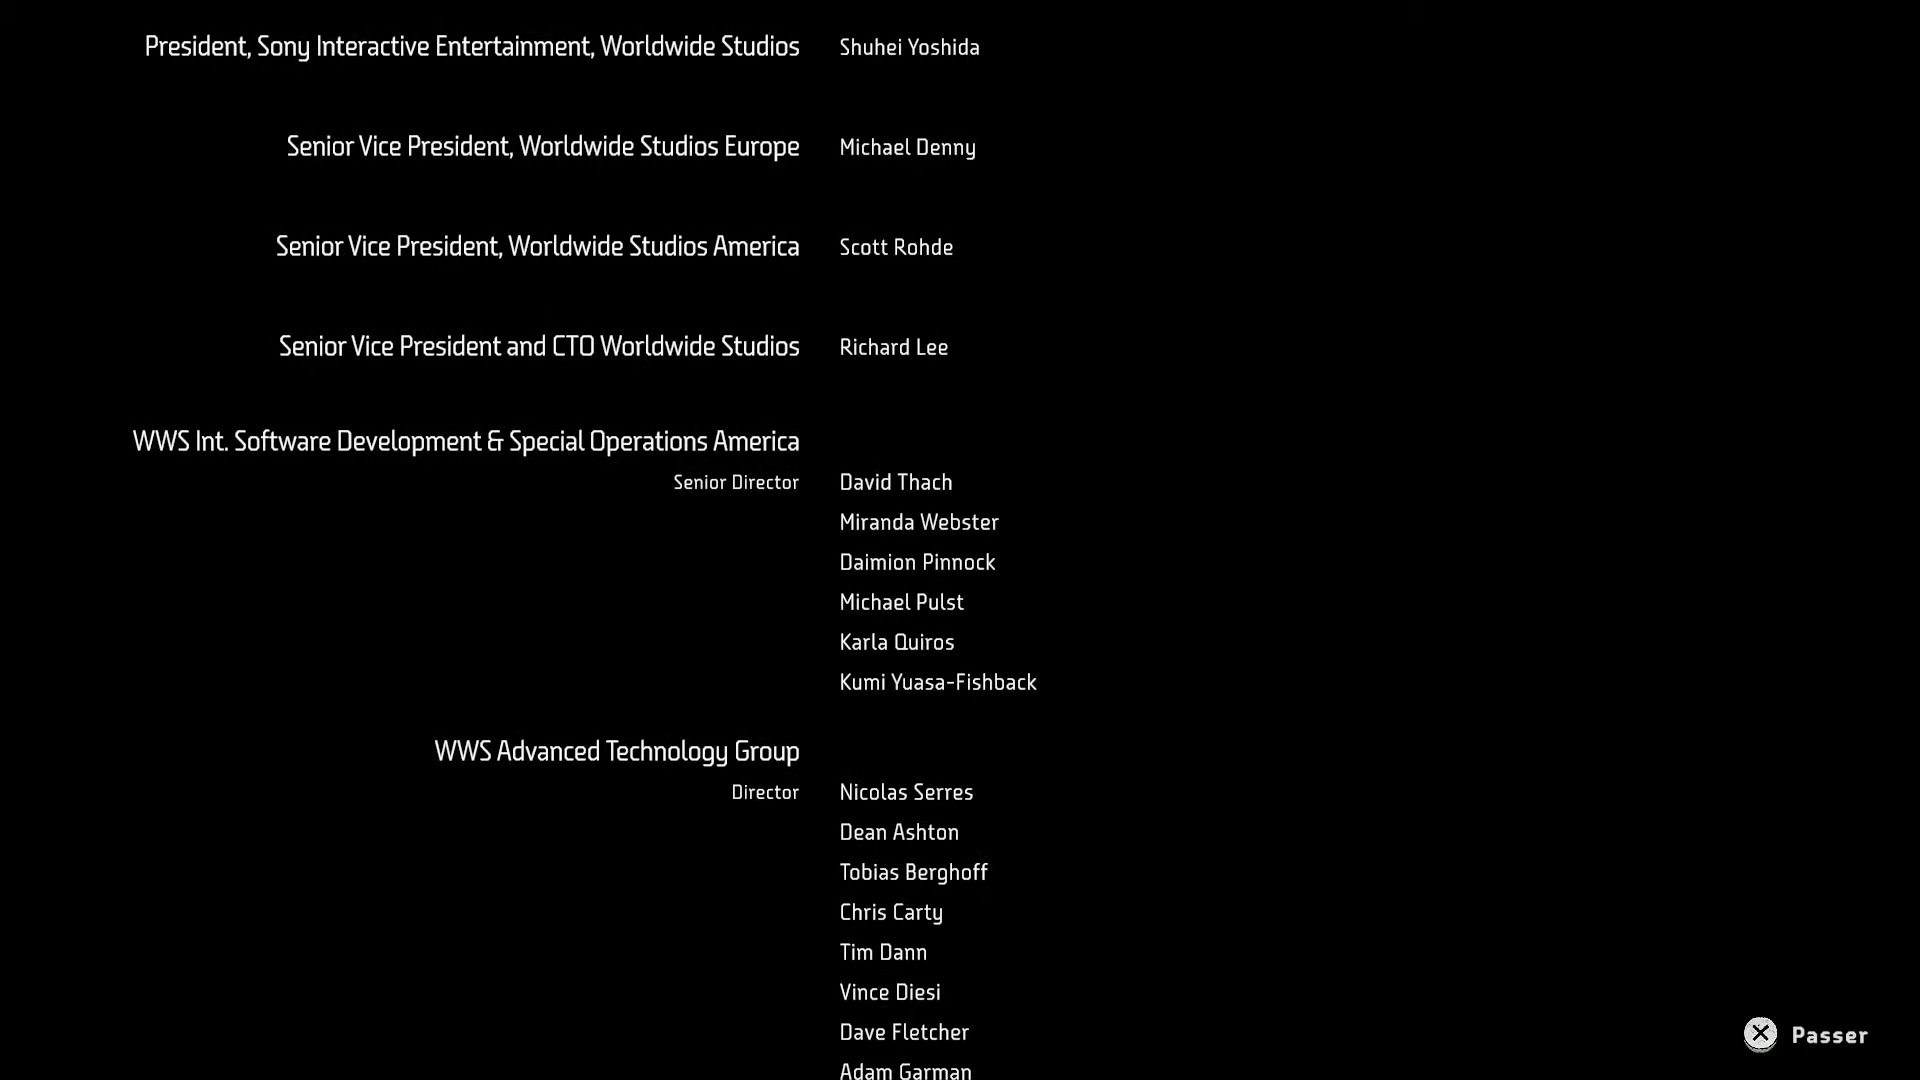 President, Sony Interactive Entertainment, Worldwide Studios Shuhei Yoshida
Senior Vice President, Worldwide Studios Europe Michael Denny
Senior Vice President, Worldwide Studios America Scott Rohde
Senior Vice President and CTO Worldwide Studios Richard Lee
WWS Int. Software Development & Special Operations America
Senior Director David Thach
Miranda Webster
Daimion Pinnock
Michael Pulst
Karla Quiros
Kumi Yuasa-Fishback
WWS Advanced Technology Group
Director Nicolas Serres
Dean Ashton
Tobias Berghoff
Chris Carty
Tim Dann
Vince Diesi
Dave Fletcher
Adam Garman
Passer